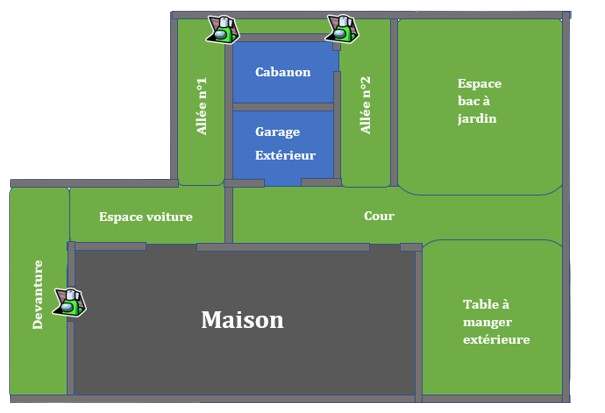 Allée n°1
Cabanon
Garage
Extérieur
Allée n°2
Espace
bac à
jardin
Espace voiture
Cour
Devanture
Maison
Table à
manger
extérieure